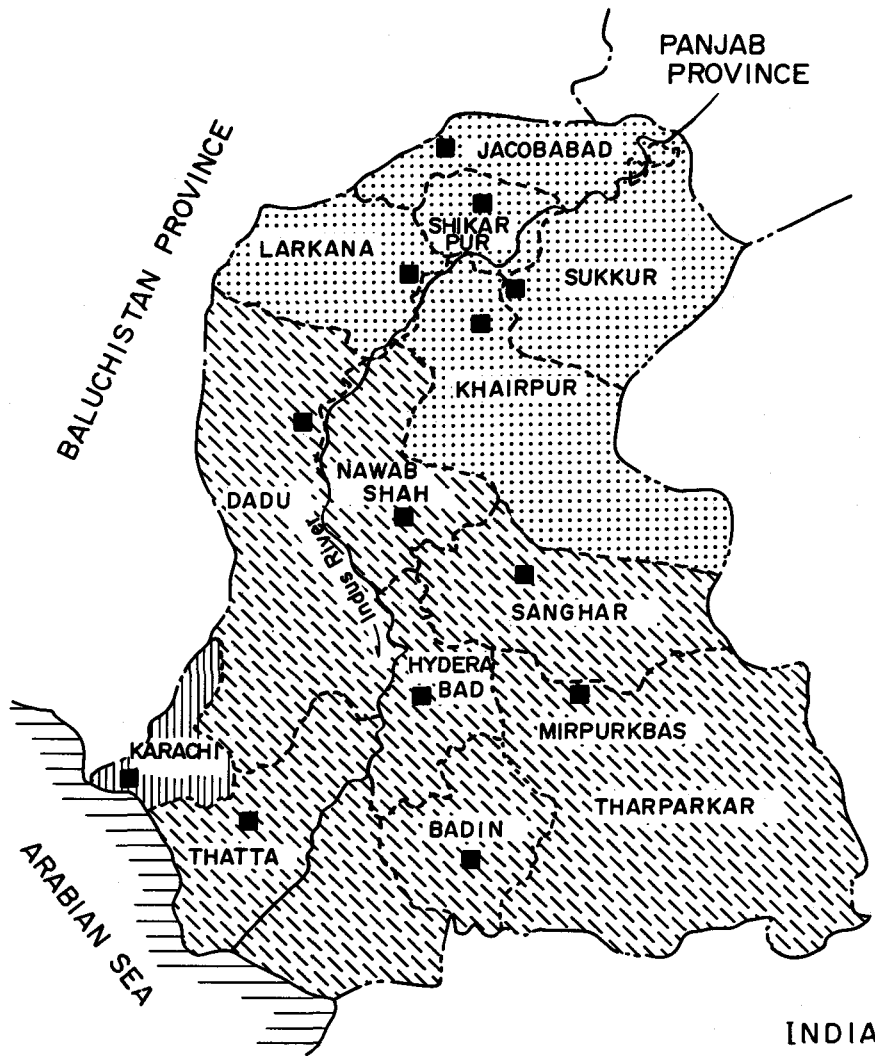 PANJAB
PROVINCE
BALUCHISTAN PROVINCE
JACOBABAD
SHIKAR
PUR
LARKANA
SUKKUR
KHAIRPUR
NAWAB
SHAH
DADU
Indus River
SANGHAR
HYDERA
BAD
MIRPURKBAS
KARACHI
THARPARKAR
BADIN
THATTA
ARABIAN SEA
INDIA